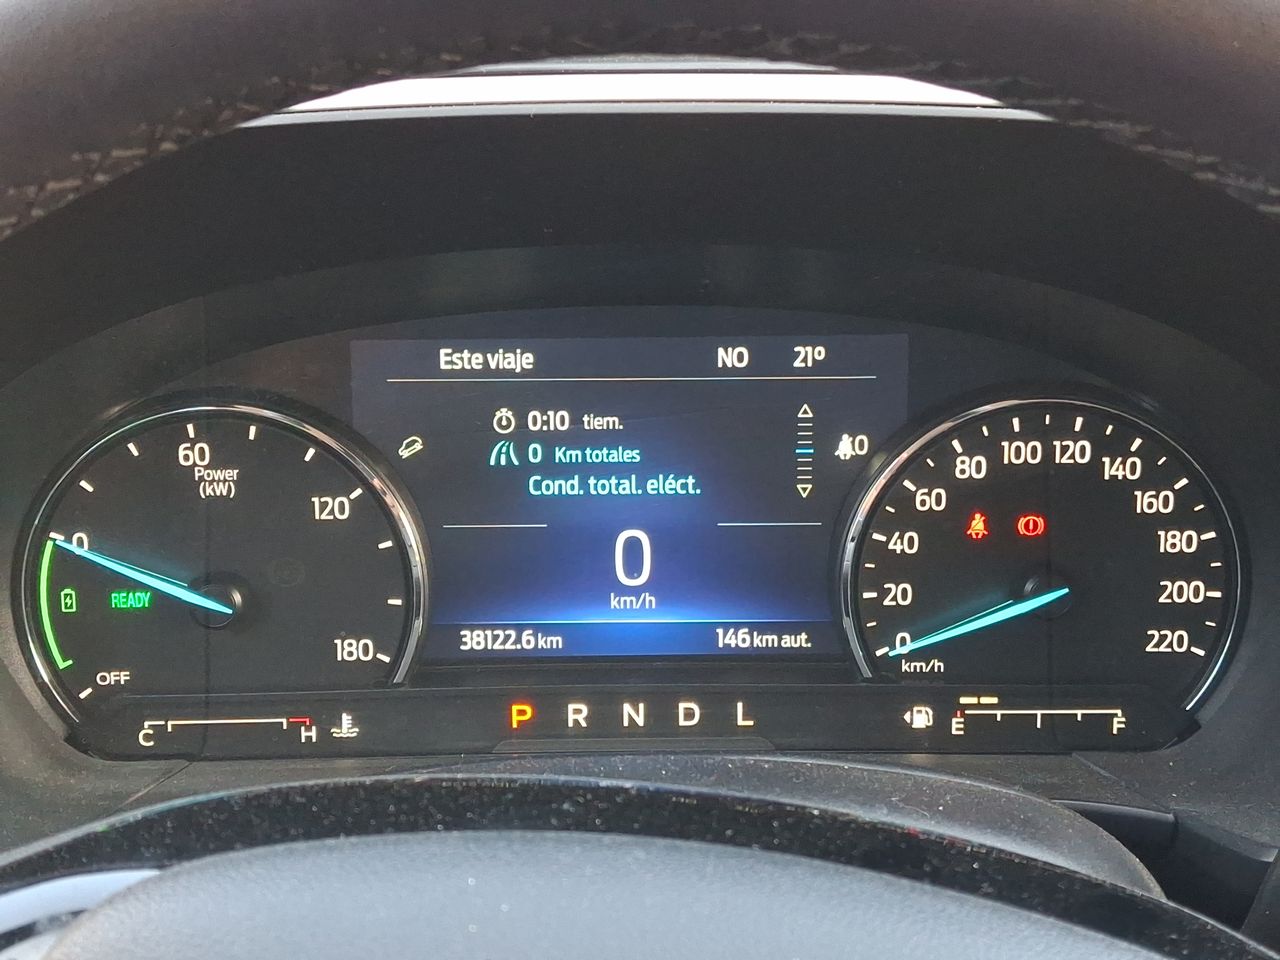 Este viaje NO 21º
0:10 tiem.
0 Km totales
Cond. total. eléct.
0
km/h
38122.6 km 146 km aut.
0
60
120
180
Power
(kW)
READY
OFF
0
20
40
60
80
100
120
140
160
180
200
220
km/h
C H
P R N D L
E F